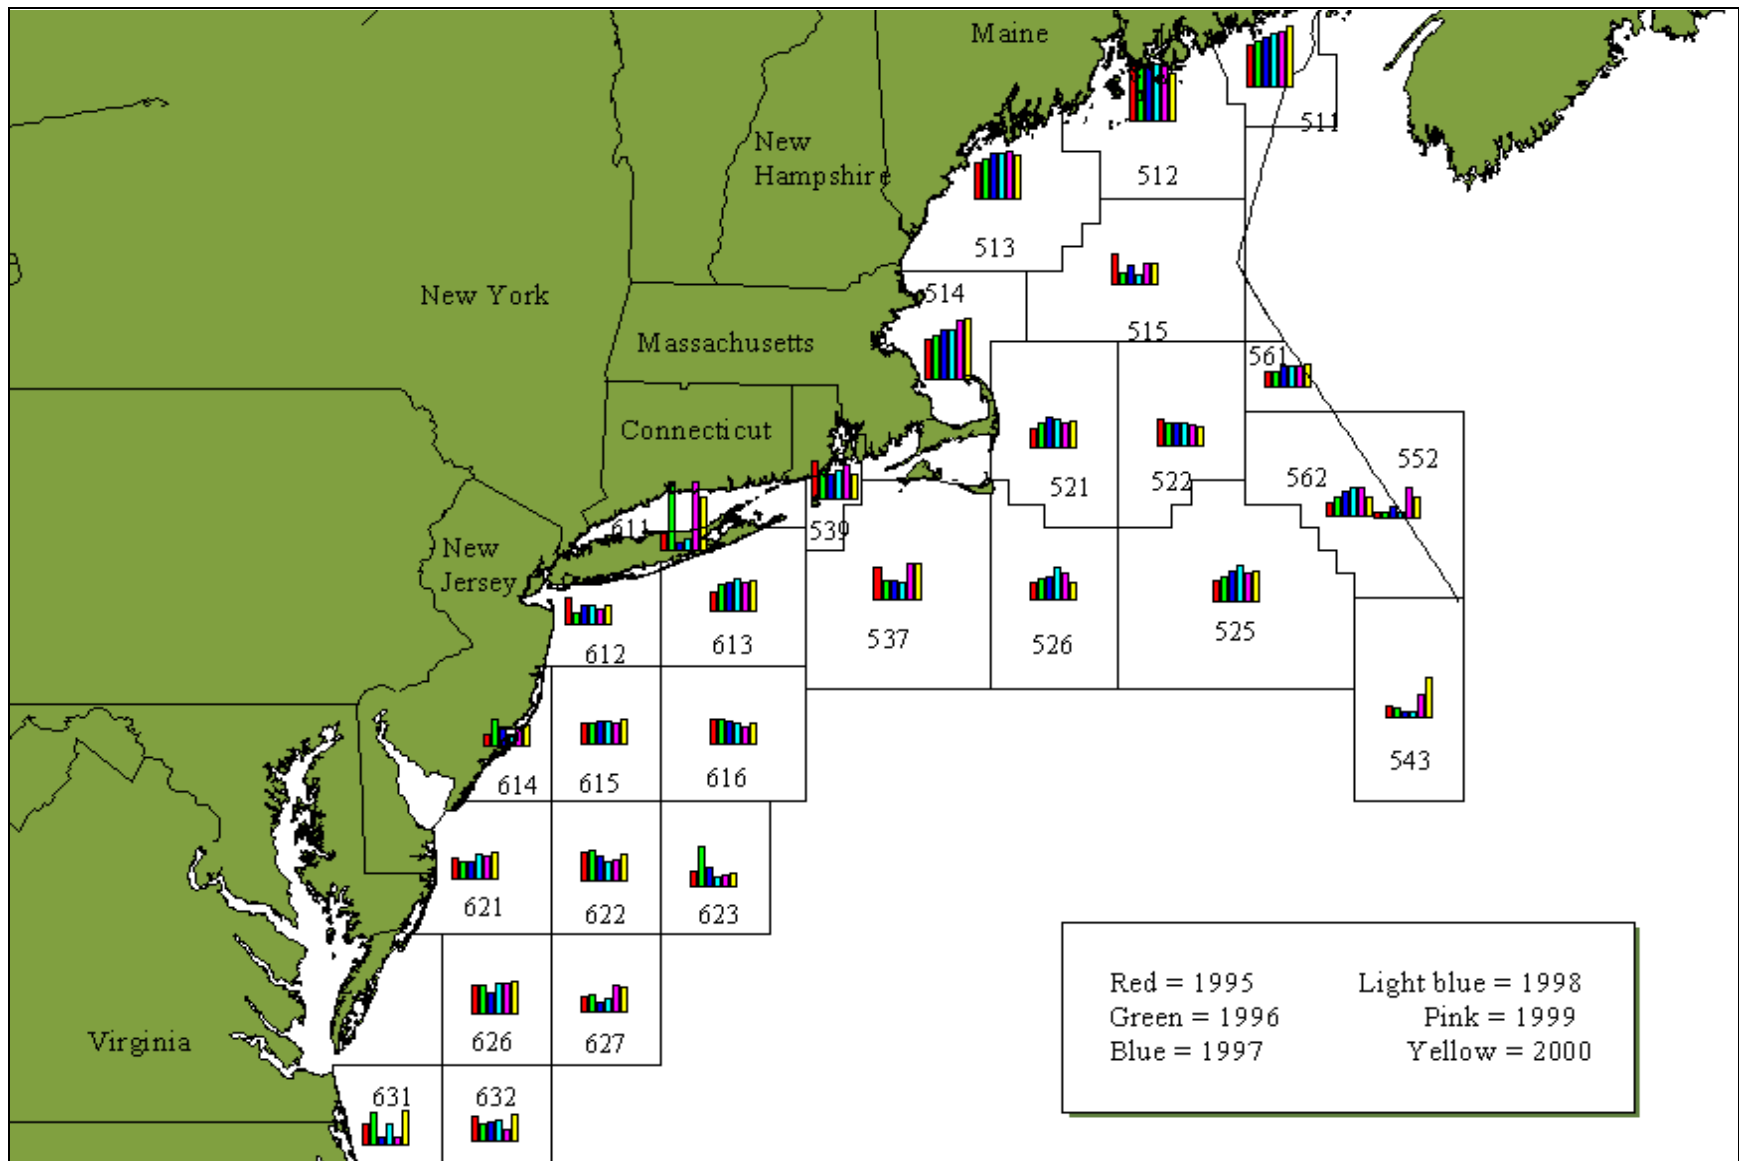 Maine
511
New
Hampshire
512
513
New York
514
515
Massachusetts
561
Connecticut
552
562
521
522
611
539
New
Jersey
537
526
525
612
613
543
614
615
616
621
622
623
Red = 1995 Light blue = 1998
Green = 1996 Pink = 1999
Blue = 1997 Yellow = 2000
Virginia
626
627
631
632